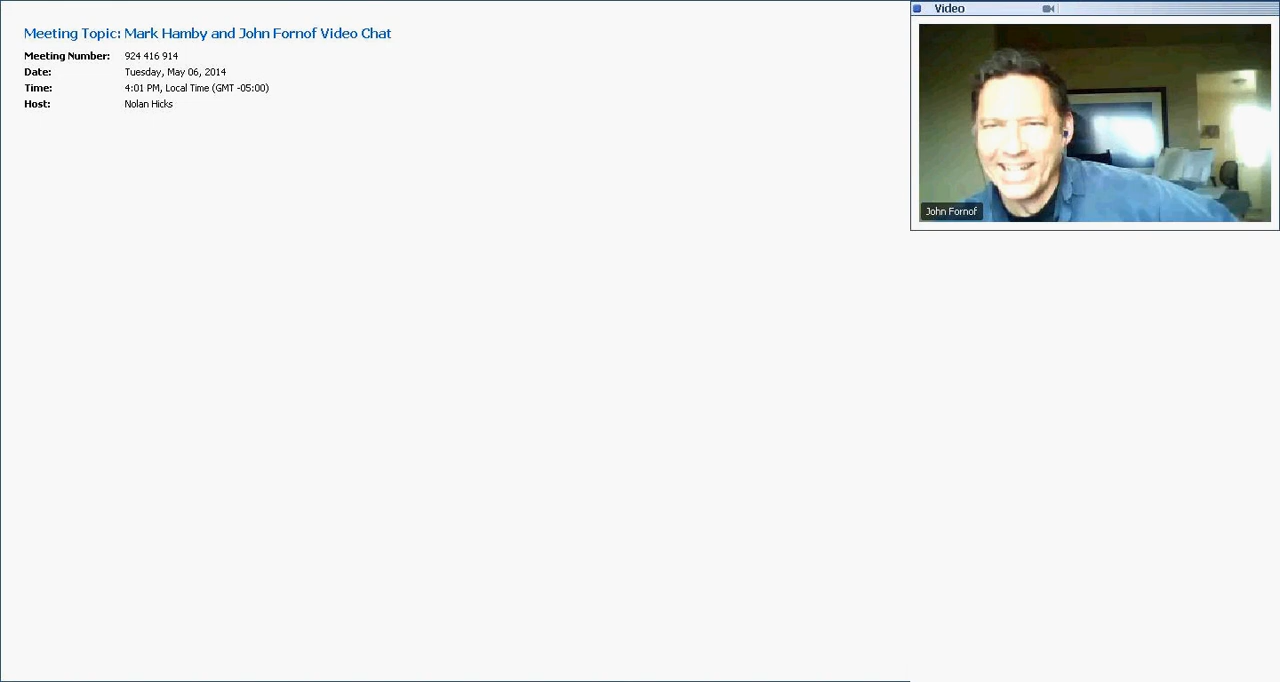 Meeting Topic: Mark Hamby and John Fornof Video Chat
Meeting Number: 924 416 914
Date: Tuesday, May 06, 2014
Time: 4:01 PM, Local Time (GMT -05:00)
Host: Nolan Hicks
Video
John Fornof